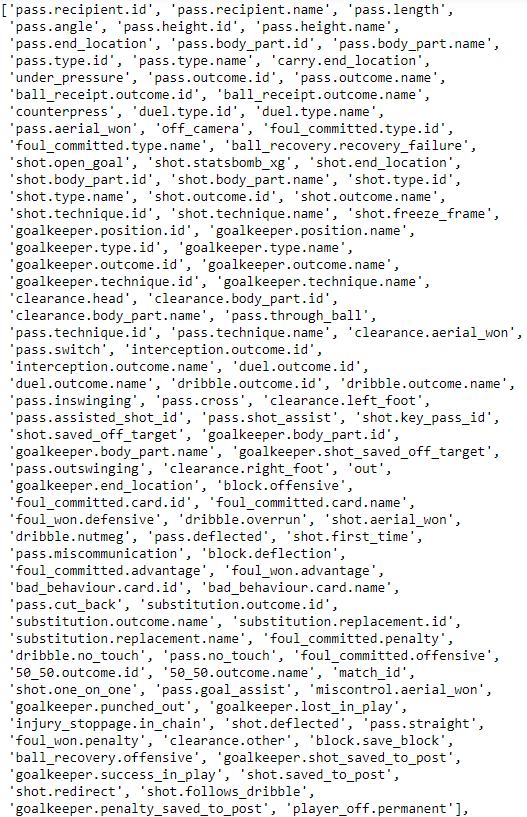 ['pass.recipient.id', 'pass.recipient.name', 'pass.length',
'pass.angle', 'pass.height.id', 'pass.height.name',
'pass.end_location', 'pass.body_part.id', 'pass.body_part.name',
'pass.type.id', 'pass.type.name', 'carry.end_location',
'under_pressure', 'pass.outcome.id', 'pass.outcome.name',
'ball_receipt.outcome.id', 'ball_receipt.outcome.name',
'counterpress', 'duel.type.id', 'duel.type.name',
'pass.aerial_won', 'off_camera', 'foul_committed.type.id',
'foul_committed.type.name', 'ball_recovery.recovery_failure',
'shot.open_goal', 'shot.statsbomb_xg', 'shot.end_location',
'shot.body_part.id', 'shot.body_part.name', 'shot.type.id',
'shot.type.name', 'shot.outcome.id', 'shot.outcome.name',
'shot.technique.id', 'shot.technique.name', 'shot.freeze_frame',
'goalkeeper.position.id', 'goalkeeper.position.name',
'goalkeeper.type.id', 'goalkeeper.type.name',
'goalkeeper.outcome.id', 'goalkeeper.outcome.name',
'goalkeeper.technique.id', 'goalkeeper.technique.name',
'clearance.head', 'clearance.body_part.id',
'clearance.body_part.name', 'pass.through_ball',
'pass.technique.id', 'pass.technique.name', 'clearance.aerial_won',
'pass.switch', 'interception.outcome.id',
'interception.outcome.name', 'duel.outcome.id',
'duel.outcome.name', 'dribble.outcome.id', 'dribble.outcome.name',
'pass.inswinging', 'pass.cross', 'clearance.left_foot',
'pass.assisted_shot_id', 'pass.shot_assist', 'shot.key_pass_id',
'shot.saved_off_target', 'goalkeeper.body_part.id',
'goalkeeper.body_part.name', 'goalkeeper.shot_saved_off_target',
'pass.outswinging', 'clearance.right_foot', 'out',
'goalkeeper.end_location', 'block.offensive',
'foul_committed.card.id', 'foul_committed.card.name',
'foul_won.defensive', 'dribble.overrun', 'shot.aerial_won',
'dribble.nutmeg', 'pass.deflected', 'shot.first_time',
'pass.miscommunication', 'block.deflection',
'foul_committed.advantage', 'foul_won.advantage',
'bad_behaviour.card.id', 'bad_behaviour.card.name',
'pass.cut_back', 'substitution.outcome.id',
'substitution.outcome.name', 'substitution.replacement.id',
'substitution.replacement.name', 'foul_committed.penalty',
'dribble.no_touch', 'pass.no_touch', 'foul_committed.offensive',
'50_50.outcome.id', '50_50.outcome.name', 'match_id',
'shot.one_on_one', 'pass.goal_assist', 'miscontrol.aerial_won',
'goalkeeper.punched_out', 'goalkeeper.lost_in_play',
'injury_stoppage.in_chain', 'shot.deflected', 'pass.straight',
'foul_won.penalty', 'clearance.other', 'block.save_block',
'ball_recovery.offensive', 'goalkeeper.shot_saved_to_post',
'goalkeeper.success_in_play', 'shot.saved_to_post',
'shot.redirect', 'shot.follows_dribble',
'goalkeeper.penalty_saved_to_post', 'player_off.permanent'],